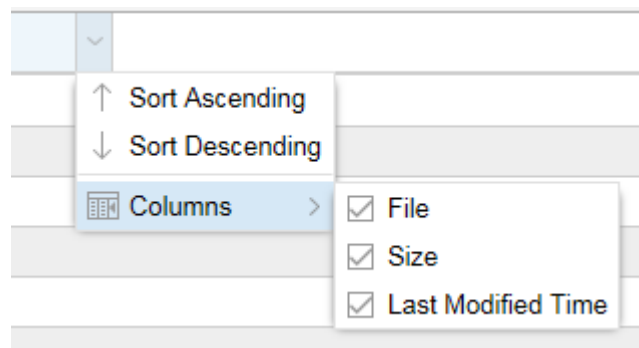 Sort Ascending
Sort Descending
Columns
File
Size
Last Modified Time